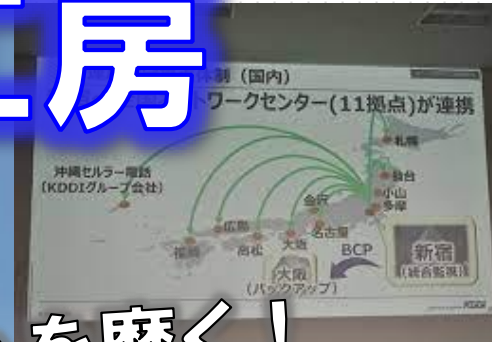 工房
体制（国内）
トワークセンター(11拠点)が連携
札幌
沖縄セルラー電話
(KDDIグループ会社)
仙台
小山
多摩
金沢
名古屋
広島
福岡
高松
大阪
BCP
新宿
(統合監視)
大阪
(バックアップ)
KDDI
を磨く！